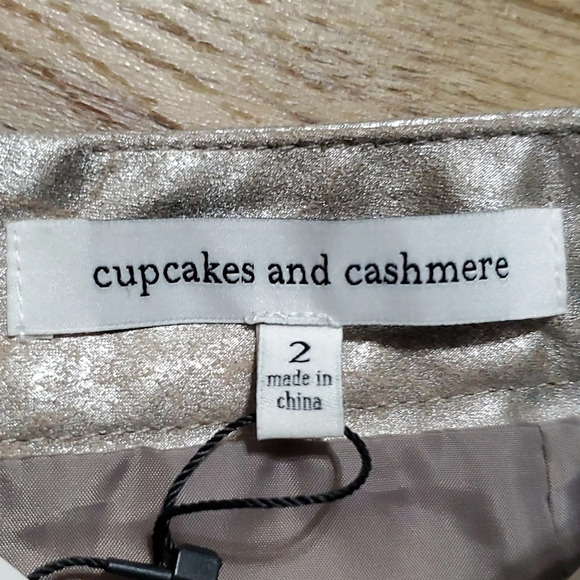 cupcakes and cashmere
2
made in
china